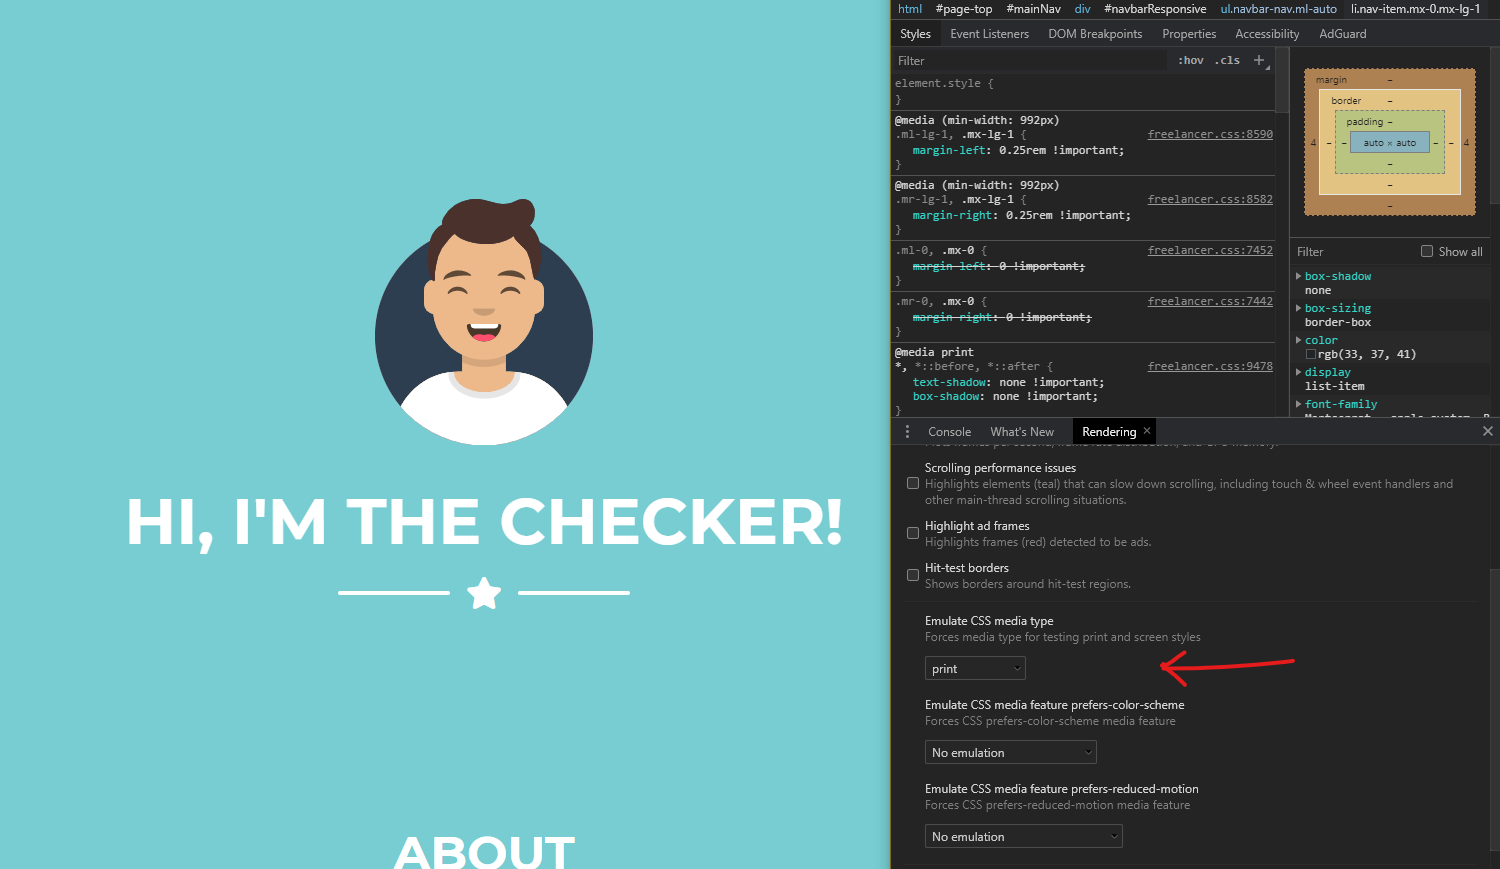 HI, I'M THE CHECKER!
ABOUT
html #page-top #mainNav div #navbarResponsive ul.navbar-nav.ml-auto li.nav-item.mx-0.mx-lg-1
Styles Event Listeners DOM Breakpoints Properties Accessibility AdGuard
Filter :hov .cls +
element.style {
}
@media (min-width: 992px)
.ml-lg-1, .mx-lg-1 { freelancer.css:8590
margin-left: 0.25rem !important;
}
@media (min-width: 992px)
.mr-lg-1, .mx-lg-1 { freelancer.css:8582
margin-right: 0.25rem !important;
}
.ml-0, .mx-0 { freelancer.css:7452
margin-left: 0 !important;
}
.mr-0, .mx-0 { freelancer.css:7442
margin-right: 0 !important;
}
@media print
*, *::before, *::after { freelancer.css:9478
text-shadow: none !important;
box-shadow: none !important;
}
margin –
border –
padding –
4 – – auto × auto – – 4
–
–
–
Filter Show all
box-shadow
none
box-sizing
border-box
color
rgb(33, 37, 41)
display
list-item
font-family
Console What's New Rendering ×
Scrolling performance issues
Highlights elements (teal) that can slow down scrolling, including touch & wheel event handlers and
other main-thread scrolling situations.
Highlight ad frames
Highlights frames (red) detected to be ads.
Hit-test borders
Shows borders around hit-test regions.
Emulate CSS media type
Forces media type for testing print and screen styles
print
Emulate CSS media feature prefers-color-scheme
Forces CSS prefers-color-scheme media feature
No emulation
Emulate CSS media feature prefers-reduced-motion
Forces CSS prefers-reduced-motion media feature
No emulation